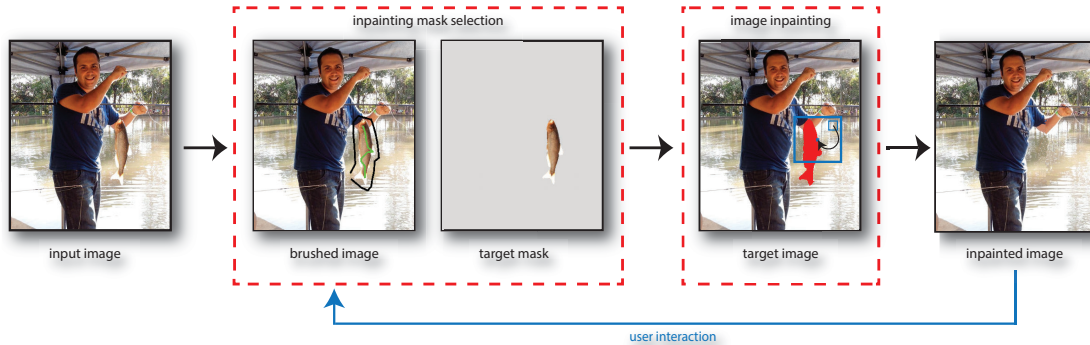 inpainting mask selection
image inpainting
input image
brushed image
target mask
target image
inpainted image
user interaction